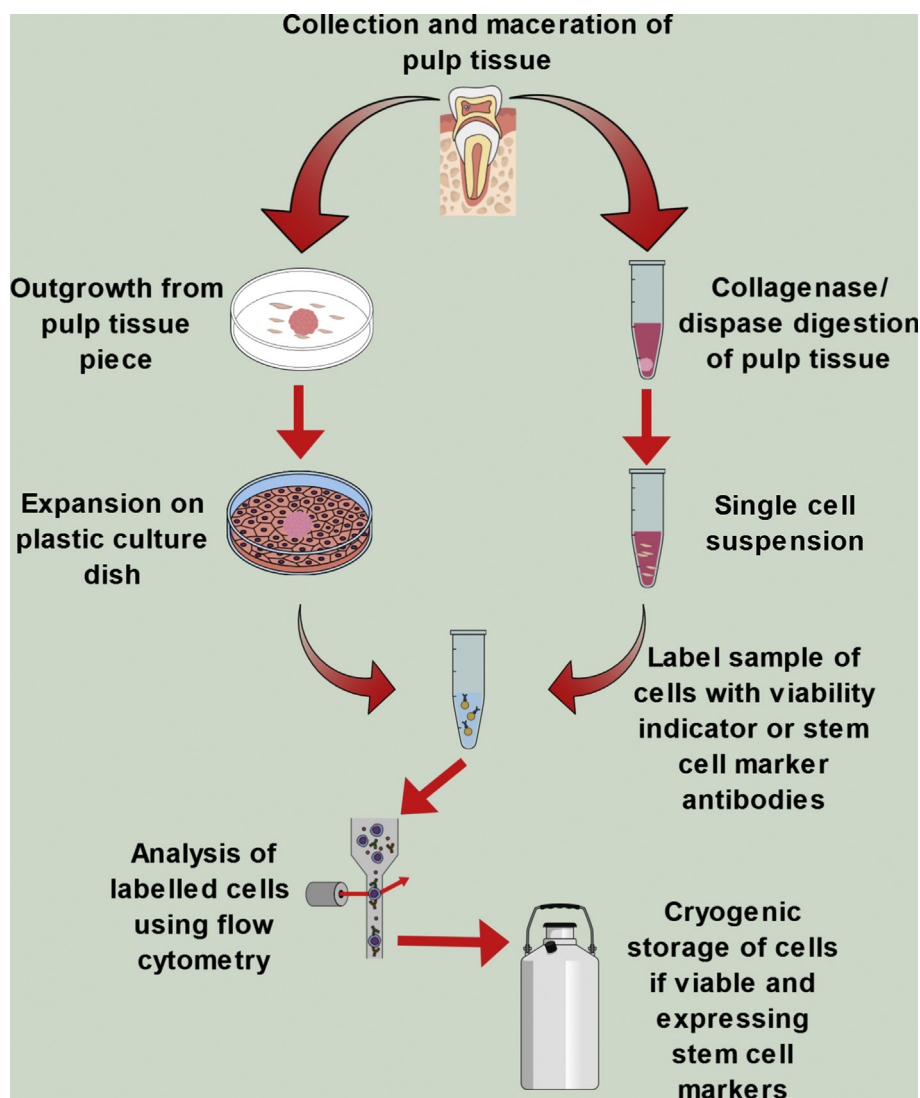 Collection and maceration of
pulp tissue
Outgrowth from
pulp tissue
piece
Collagenase/
dispase digestion
of pulp tissue
Expansion on
plastic culture
dish
Single cell
suspension
Label sample of
cells with viability
indicator or stem
cell marker
antibodies
Analysis of
labelled cells
using flow
cytometry
Cryogenic
storage of cells
if viable and
expressing
stem cell
markers